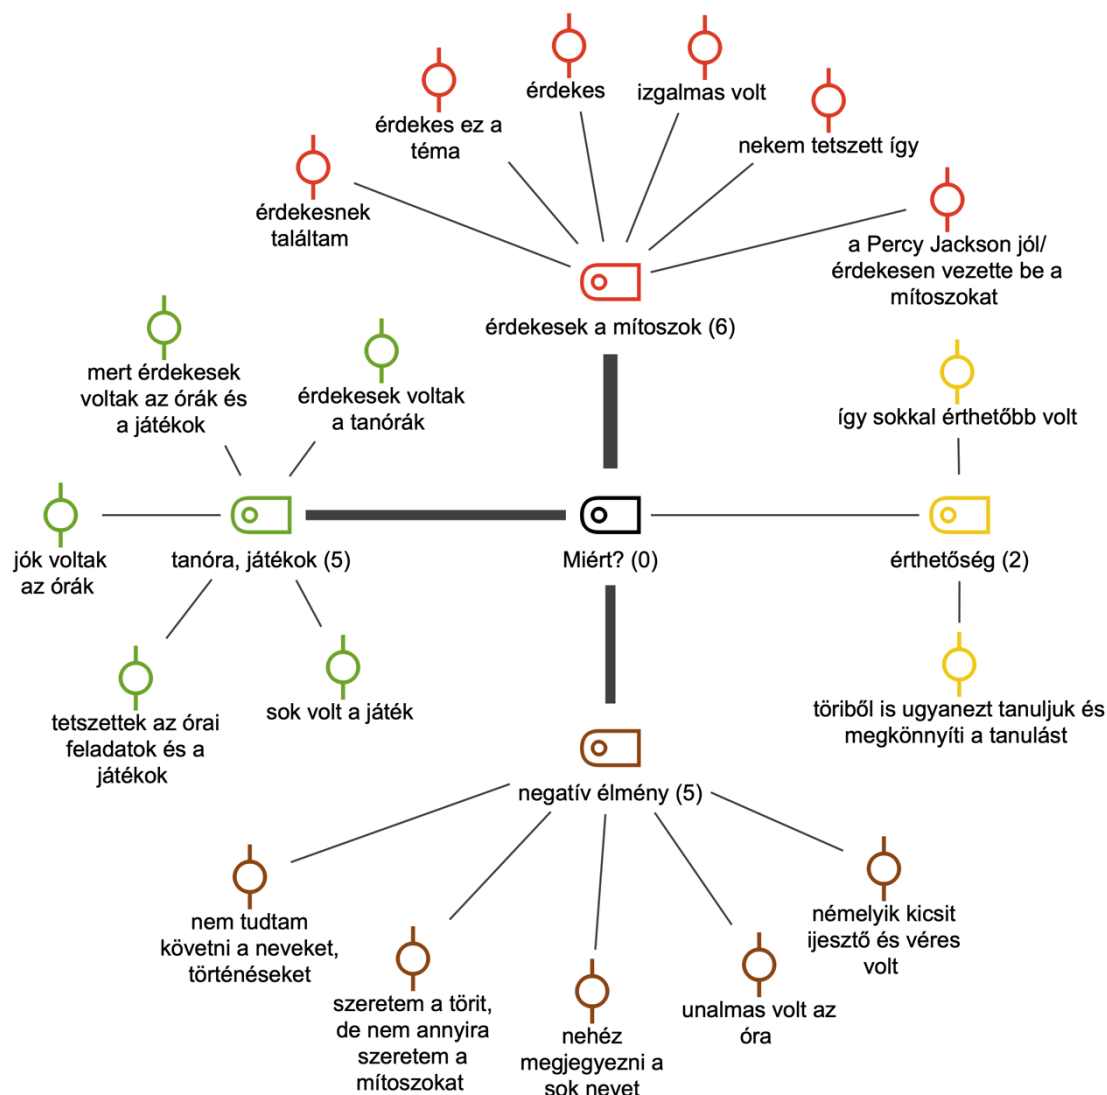 érdekes
izgalmas volt
érdekes ez a
téma
nekem tetszett így
érdekesnek
találtam
a Percy Jackson jól/
érdekesen vezette be a
mítoszokat
érdekesek a mítoszok (6)
mert érdekesek
voltak az órák és
a játékok
érdekesek voltak
a tanórák
így sokkal érthetőbb volt
jók voltak
az órák
tanóra, játékok (5)
Miért? (0)
érthetőség (2)
tetszettek az órai
feladatok és a
játékok
sok volt a játék
töriből is ugyanezt tanuljuk és
megkönnyíti a tanulást
negatív élmény (5)
nem tudtam
követni a neveket,
történéseket
szeretem a törit,
de nem annyira
szeretem a
mítoszokat
nehéz
megjegyezni a
sok nevet
unalmas volt az
óra
némelyik kicsit
ijesztő és véres
volt